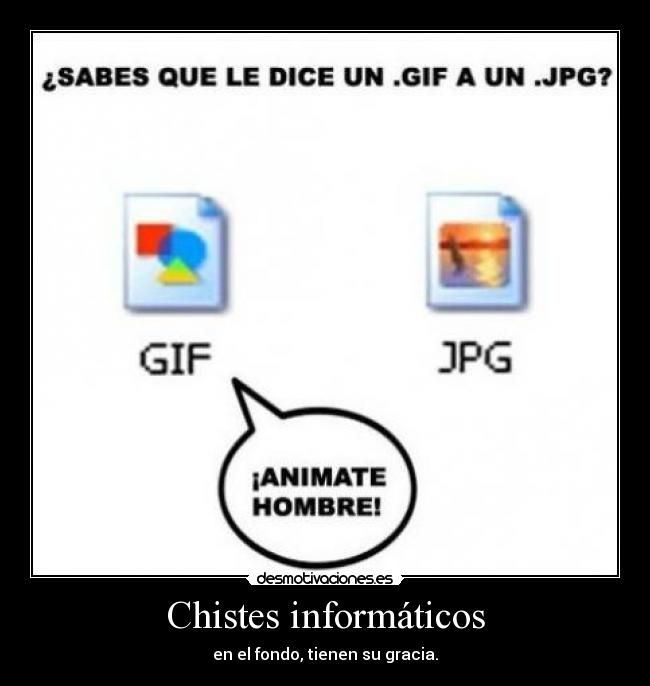 ¿SABES QUE LE DICE UN .GIF A UN .JPG?
GIF
JPG
¡ANIMATE
HOMBRE!
desmotivaciones.es
Chistes informáticos
en el fondo, tienen su gracia.